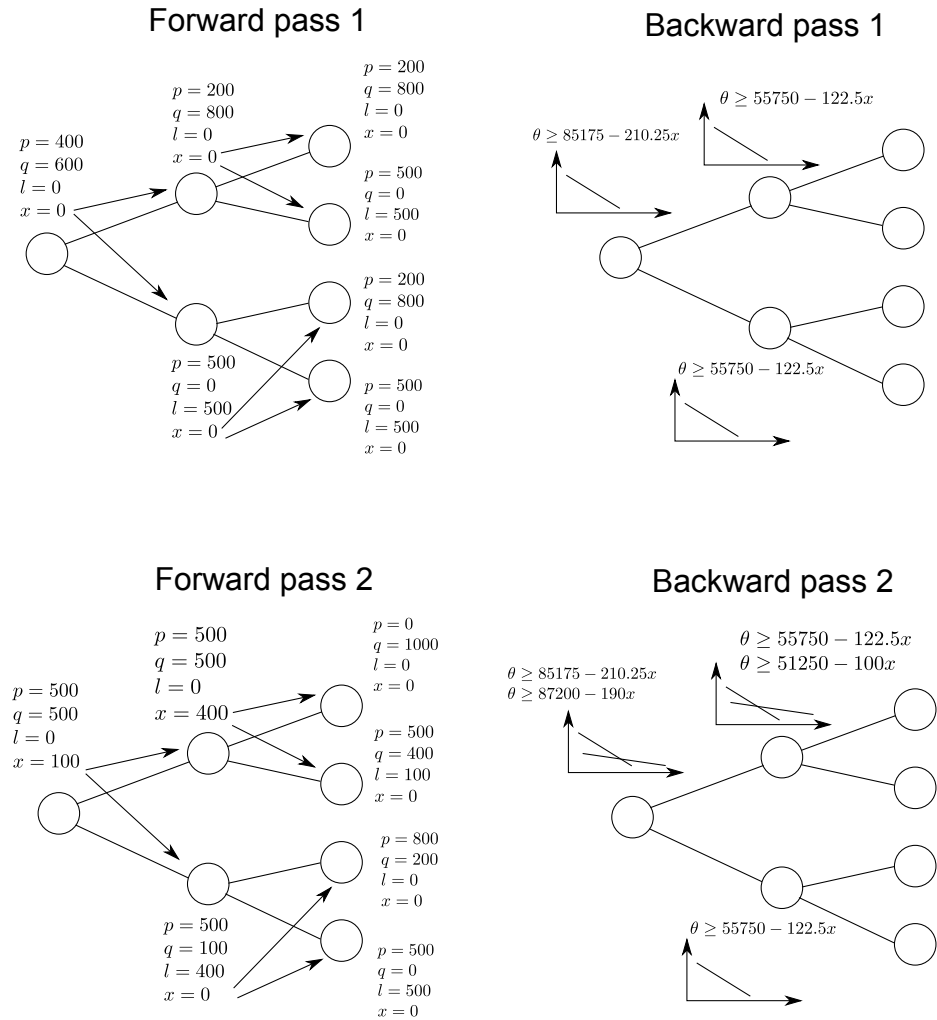 Forward pass 1
p = 400
q = 600
l = 0
x = 0
p = 200
q = 800
l = 0
x = 0
p = 200
q = 800
l = 0
x = 0
p = 500
q = 0
l = 500
x = 0
p = 500
q = 0
l = 500
x = 0
p = 200
q = 800
l = 0
x = 0
p = 500
q = 0
l = 500
x = 0
Backward pass 1
θ ≥ 85175 − 210.25x
θ ≥ 55750 − 122.5x
θ ≥ 55750 − 122.5x
Forward pass 2
p = 500
q = 500
l = 0
x = 100
p = 500
q = 500
l = 0
x = 400
p = 0
q = 1000
l = 0
x = 0
p = 500
q = 400
l = 100
x = 0
p = 500
q = 100
l = 400
x = 0
p = 800
q = 200
l = 0
x = 0
p = 500
q = 0
l = 500
x = 0
Backward pass 2
θ ≥ 85175 − 210.25x
θ ≥ 87200 − 190x
θ ≥ 55750 − 122.5x
θ ≥ 51250 − 100x
θ ≥ 55750 − 122.5x